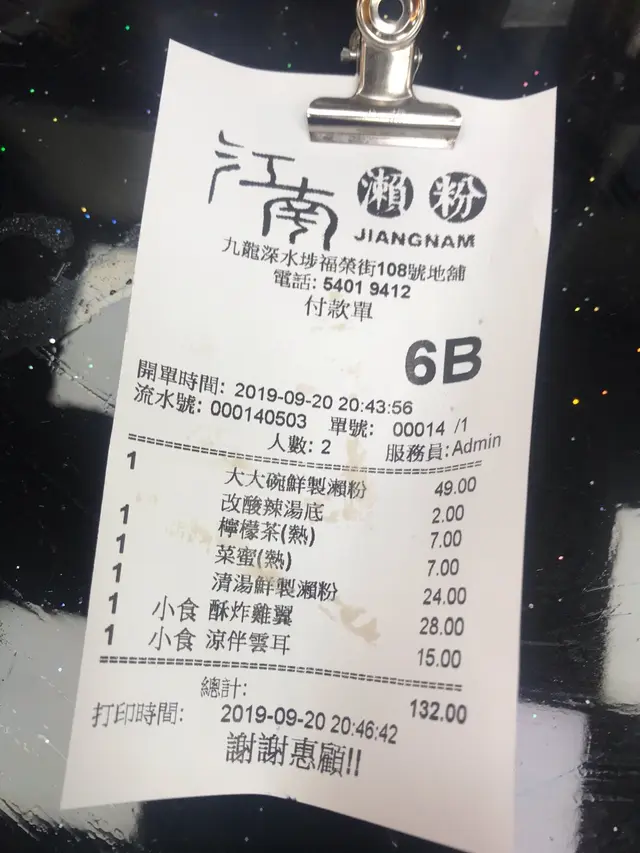 江南 瀨粉
JIANGNAM
九龍深水埗福榮街108號地舖
電話: 5401 9412
付款單
6B
開單時間: 2019-09-20 20:43:56
流水號: 000140503 單號: 00014 /1
人數: 2 服務員:Admin
1 大大碗鮮製瀨粉 49.00
改酸辣湯底 2.00
1 檸檬茶(熱) 7.00
1 菜蜜(熱) 7.00
1 清湯鮮製瀨粉 24.00
1 小食 酥炸雞翼 28.00
1 小食 涼伴雲耳 15.00
總計: 132.00
打印時間: 2019-09-20 20:46:42
謝謝惠顧!!